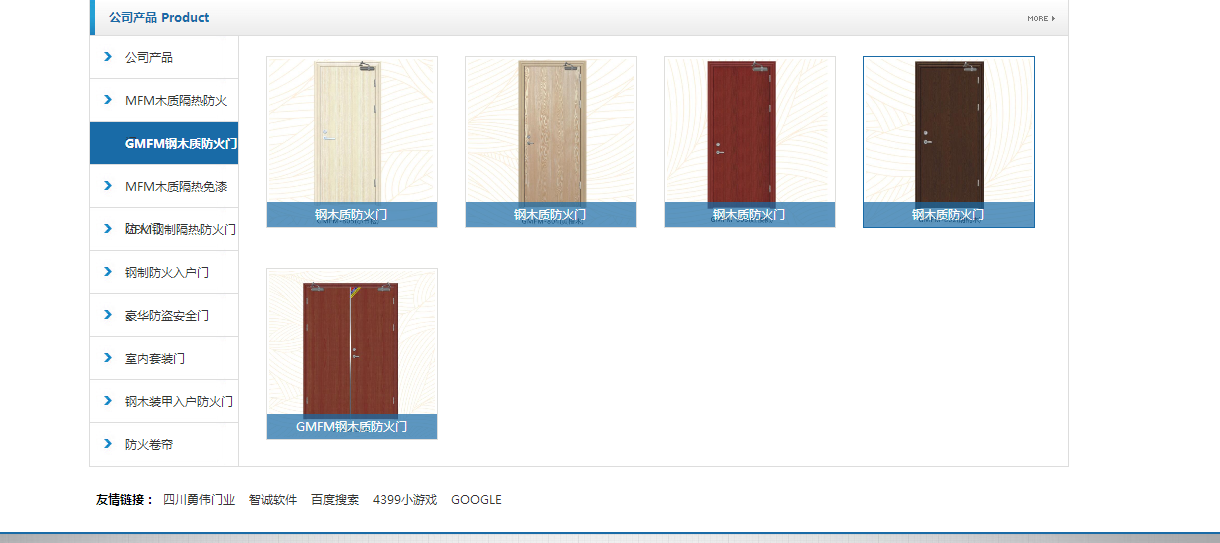 公司产品 Product
MORE
公司产品
MFM木质隔热防火
GMFM钢木质防火门
MFM木质隔热免漆
GFM钢制隔热防火门
钢制防火入户门
豪华防盗安全门
室内套装门
钢木装甲入户防火门
防火卷帘
钢木质防火门
钢木质防火门
钢木质防火门
钢木质防火门
GMFM钢木质防火门
友情链接： 四川勇伟门业 智诚软件 百度搜索 4399小游戏 GOOGLE